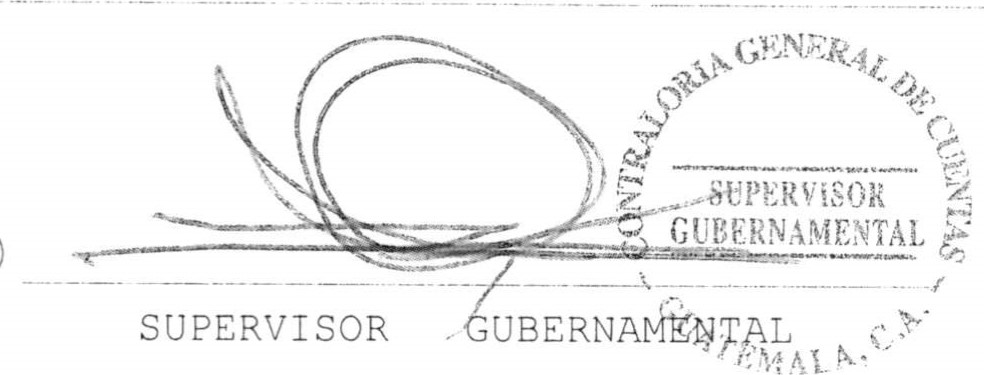 CONTRALORIA GENERAL DE CUENTAS
SUPERVISOR
GUBERNAMENTAL
GUATEMALA, C.A.
SUPERVISOR GUBERNAMENTAL